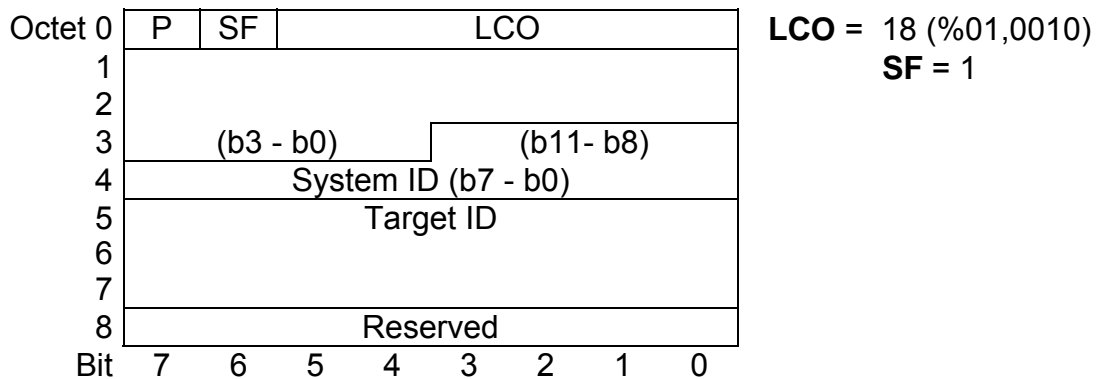 Octet 0 P SF LCO LCO = 18 (%01,0010)
1 SF = 1
2
3 (b3 - b0) (b11- b8)
4 System ID (b7 - b0)
5 Target ID
6
7
8 Reserved
Bit 7 6 5 4 3 2 1 0